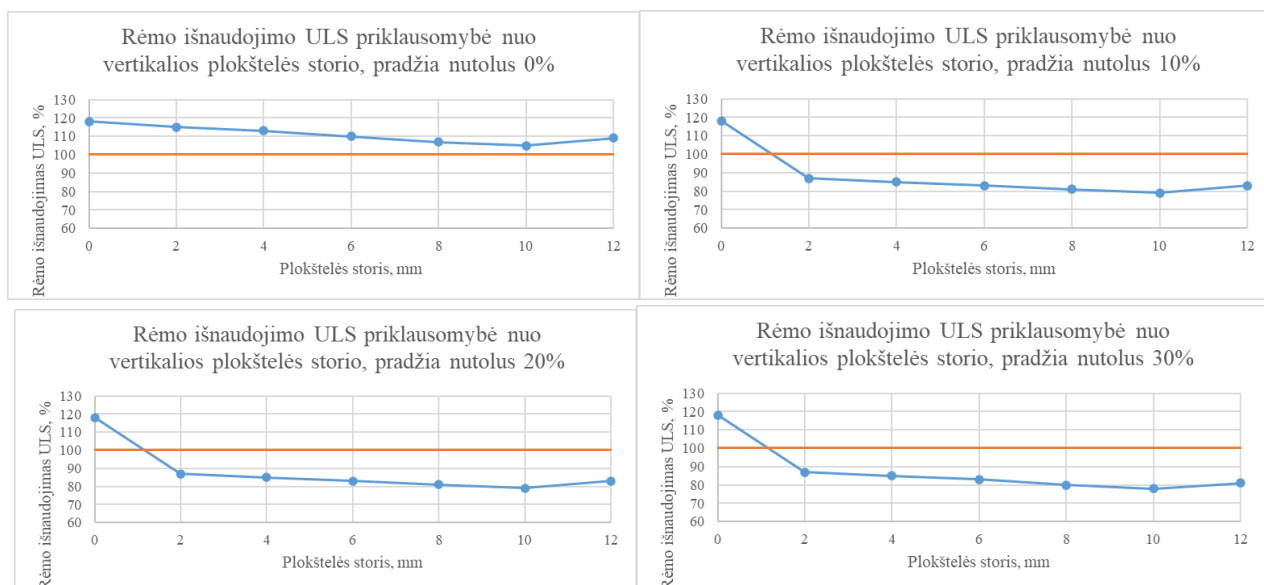 Rėmo išnaudojimo ULS priklausomybė nuo
vertikalios plokštelės storio, pradžia nutolus 0%
Rėmo išnaudojimas ULS, %
130
120
110
100
90
80
70
60
0 2 4 6 8 10 12
Plokštelės storis, mm
Rėmo išnaudojimo ULS priklausomybė nuo
vertikalios plokštelės storio, pradžia nutolus 10%
Rėmo išnaudojimas ULS, %
130
120
110
100
90
80
70
60
0 2 4 6 8 10 12
Plokštelės storis, mm
Rėmo išnaudojimo ULS priklausomybė nuo
vertikalios plokštelės storio, pradžia nutolus 20%
Rėmo išnaudojimas ULS, %
130
120
110
100
90
80
70
60
0 2 4 6 8 10 12
Plokštelės storis, mm
Rėmo išnaudojimo ULS priklausomybė nuo
vertikalios plokštelės storio, pradžia nutolus 30%
Rėmo išnaudojimas ULS, %
130
120
110
100
90
80
70
60
0 2 4 6 8 10 12
Plokštelės storis, mm